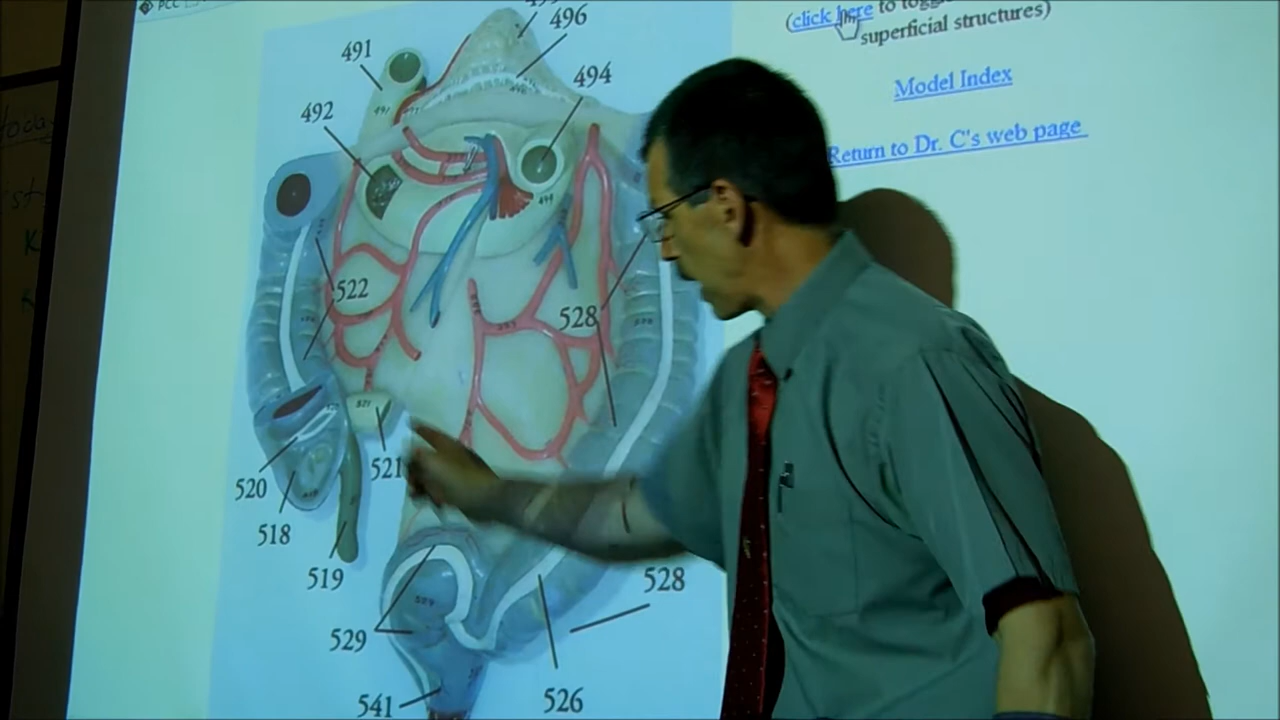 PCC
(click here to
superficial structures)
Model Index
Return to Dr. C's web page
496
491
494
492
522
528
521
520
518
519
528
529
526
541